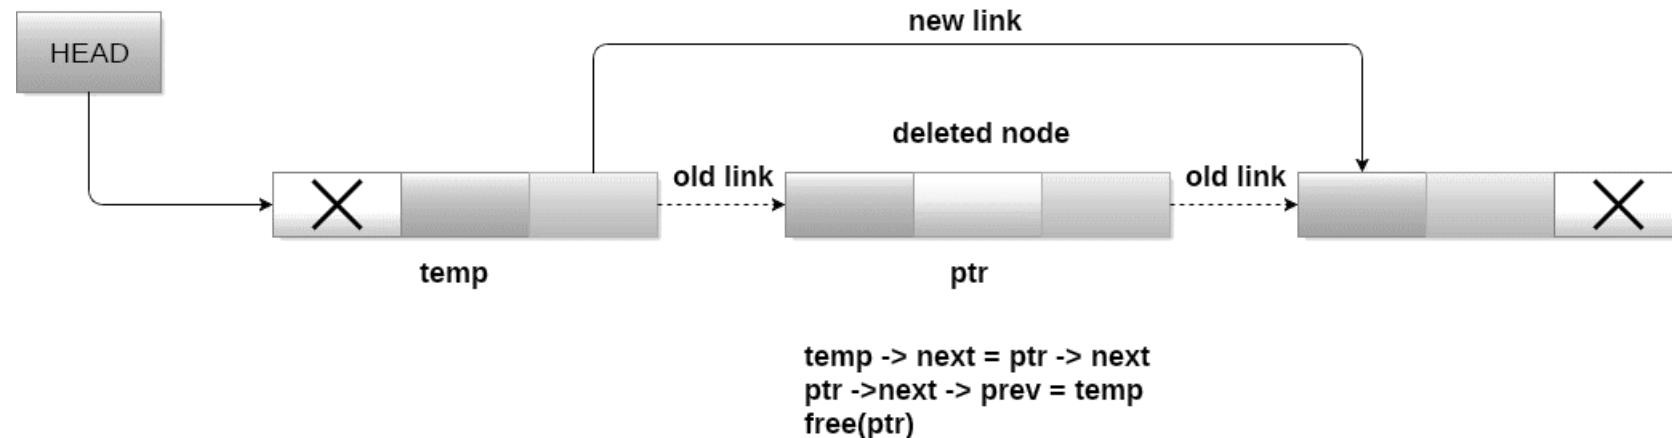 new link
HEAD
deleted node
old link
old link
temp
ptr
temp -> next = ptr -> next
ptr ->next -> prev = temp
free(ptr)